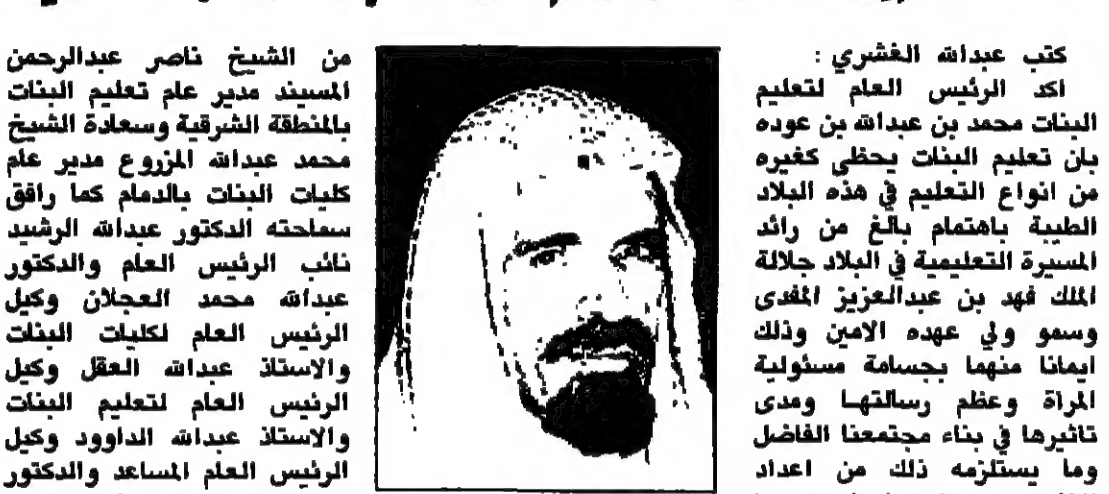 كتب عبدالله الغشري :
اكد الرئيس العام لتعليم
البنات محمد بن عبدالله بن عوده
بان تعليم البنات يحظى كغيره
من انواع التعليم في هذه البلاد
الطيبة باهتمام بالغ من رائد
المسيرة التعليمية في البلاد جلالة
الملك فهد بن عبدالعزيز المفدى
وسمو ولي عهده الامين وذلك
ايمانا منهما بجسامة مسئولية
المراة وعظم رسالتها ومدى
تاثيرها في بناء مجتمعنا الفاضل
وما يستلزمه ذلك من اعداد
من الشيخ ناصر عبدالرحمن
المسيند مدير عام تعليم البنات
بالمنطقة الشرقية وسعادة الشيخ
محمد عبدالله المزروع مدير عام
كليات البنات بالدمام كما رافق
سماحته الدكتور عبدالله الرشيد
نائب الرئيس العام والدكتور
عبدالله محمد العجلان وكيل
الرئيس العام لكليات البنات
والاستاذ عبدالله العقل وكيل
الرئيس العام لتعليم البنات
والاستاذ عبدالله الداوود وكيل
الرئيس العام المساعد والدكتور